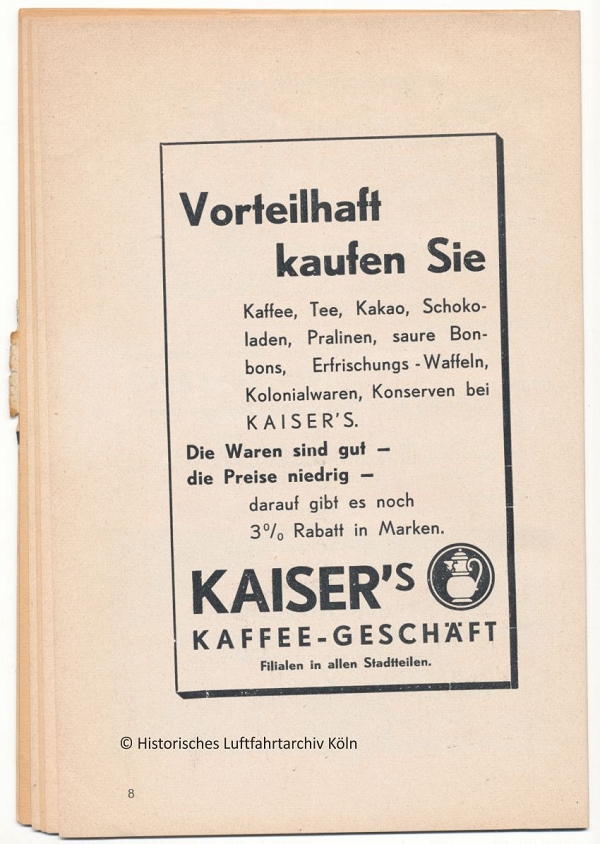 Vorteilhaft
kaufen Sie
Kaffee, Tee, Kakao, Schoko-
laden, Pralinen, saure Bon-
bons, Erfrischungs-Waffeln,
Kolonialwaren, Konserven bei
KAISER'S.
Die Waren sind gut —
die Preise niedrig —
darauf gibt es noch
3% Rabatt in Marken.
KAISER'S
KAFFEE-GESCHÄFT
Filialen in allen Stadtteilen.
© Historisches Luftfahrtarchiv Köln
8